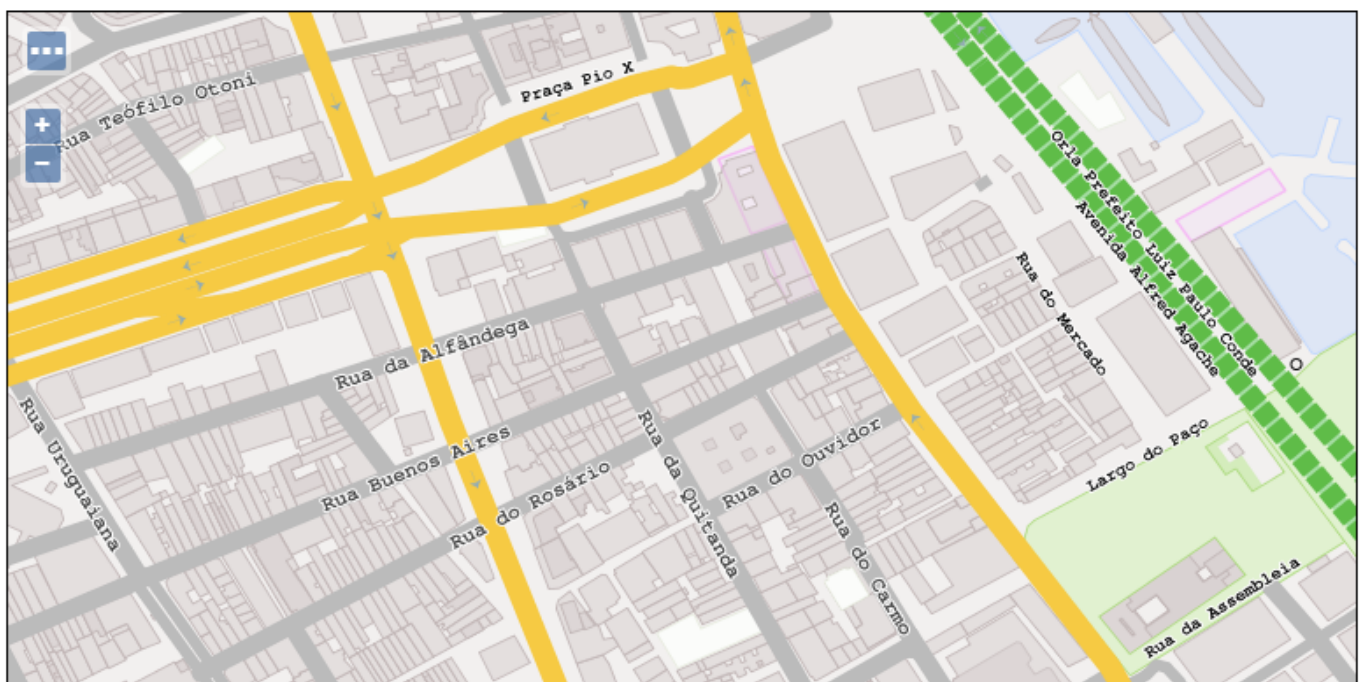 ...
+
−
Rua Teófilo Otoni
Praça Pio X
Orla Prefeito Luiz Paulo Conde
Avenida Alfred Agache
Rua do Mercado
Rua da Alfândega
Rua Uruguaiana
Rua Buenos Aires
Rua do Rosário
Rua da Quitanda
Rua do Ouvidor
Rua do Carmo
Largo do Paço
Rua da Assembleia
O